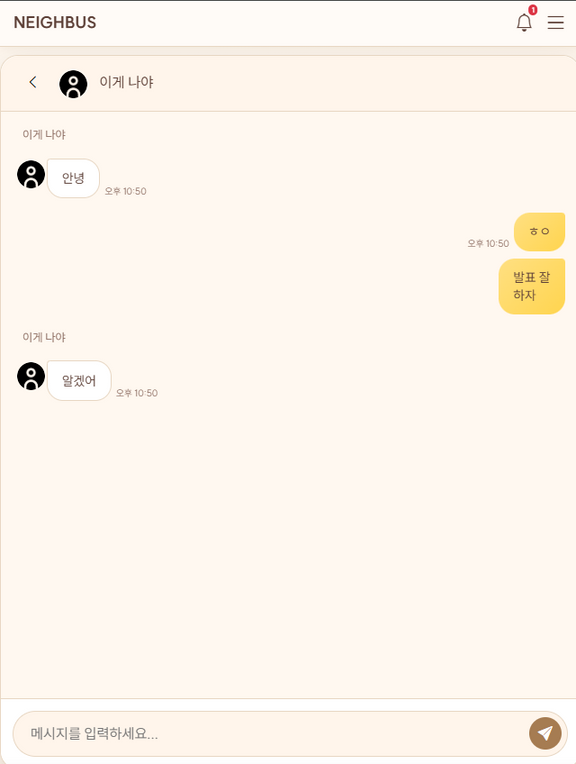 NEIGHBUS
1
이게 나야
이게 나야
안녕
오후 10:50
오후 10:50
ㅎㅇ
발표 잘
하자
이게 나야
알겠어
오후 10:50
메시지를 입력하세요...